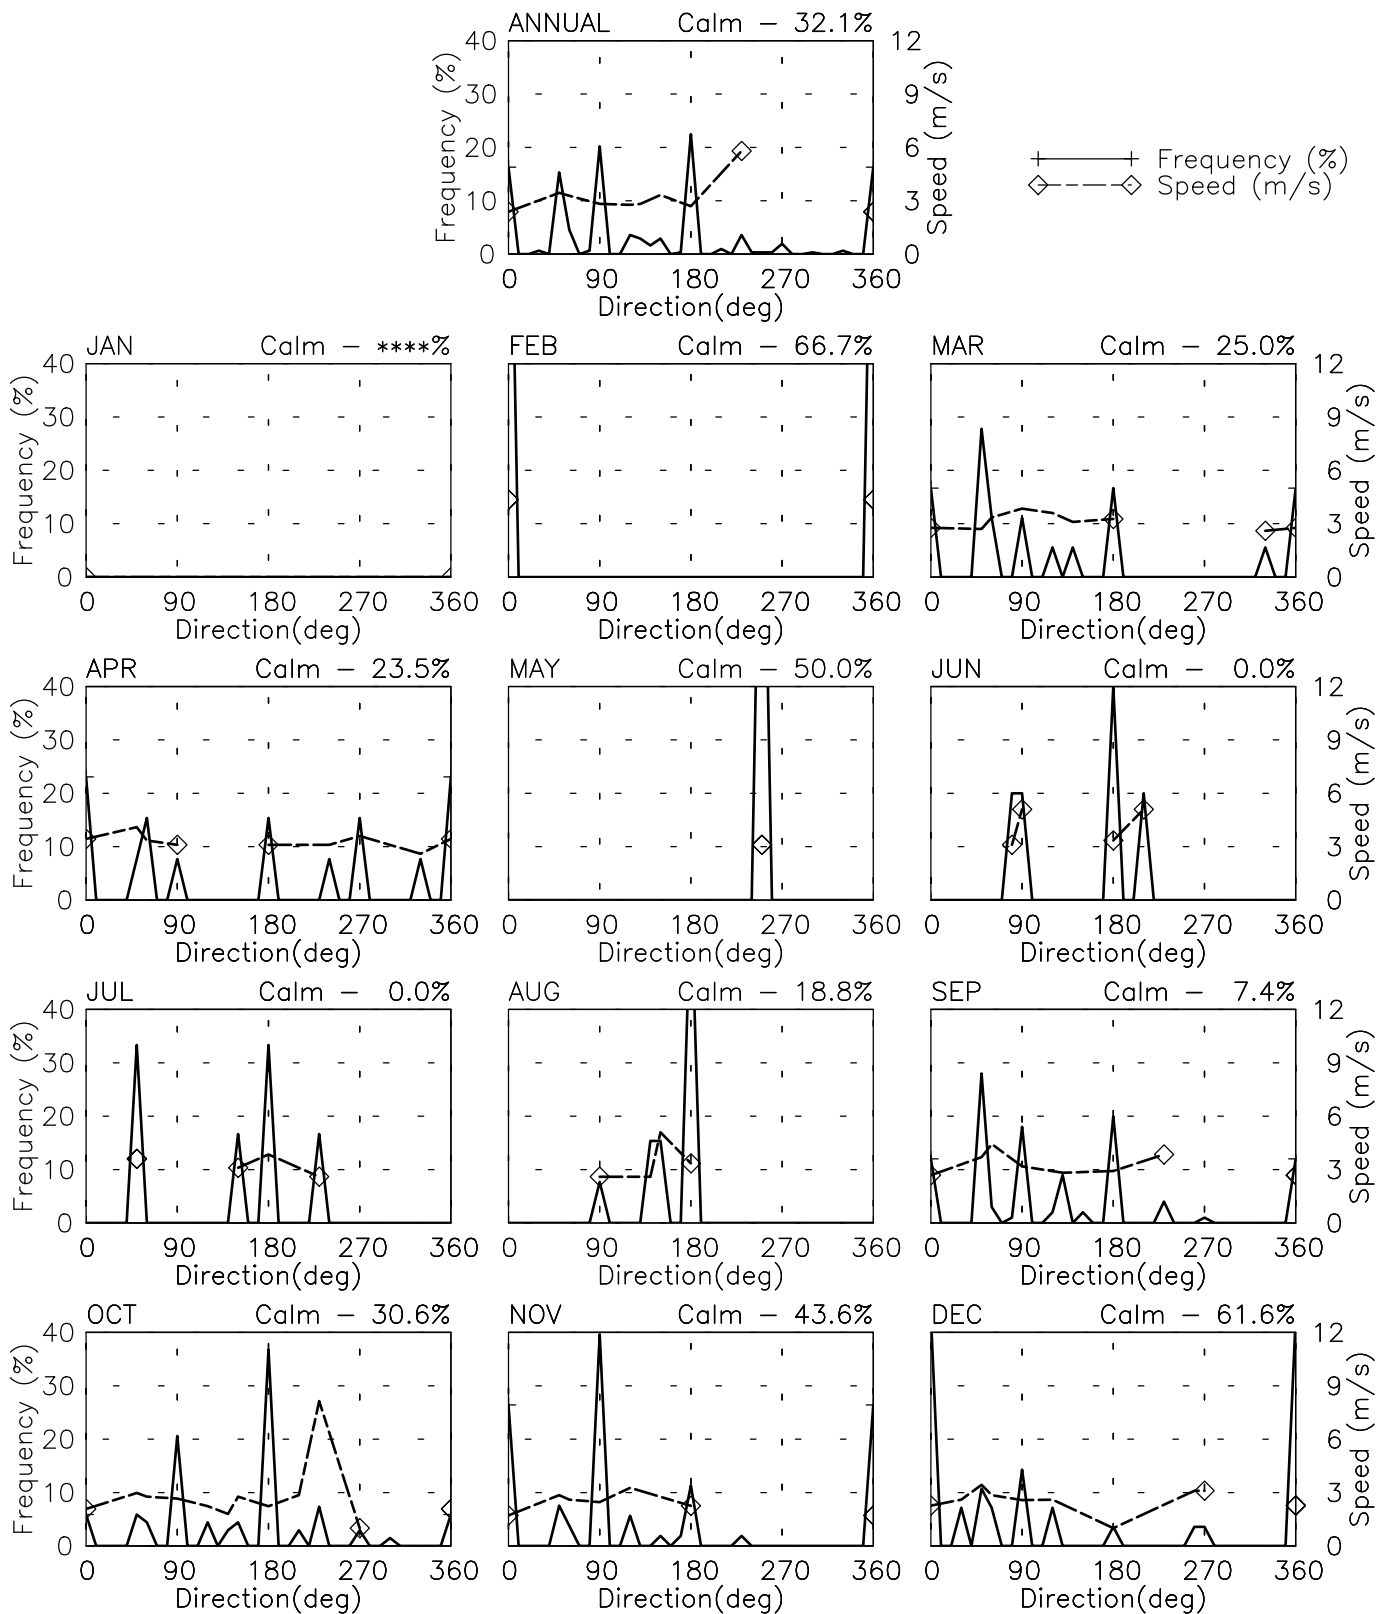 ANNUAL Calm – 32.1%
40 12
30 9
20 6
10 3
0 0
Frequency (%)
Speed (m/s)
0 90 180 270 360
Direction(deg)
Frequency (%)
Speed (m/s)
JAN Calm – ****%
40
30
20
10
0
Frequency (%)
0 90 180 270 360
Direction(deg)
FEB Calm – 66.7%
0 90 180 270 360
Direction(deg)
MAR Calm – 25.0%
12
9
6
3
0
Speed (m/s)
0 90 180 270 360
Direction(deg)
APR Calm – 23.5%
40
30
20
10
0
Frequency (%)
0 90 180 270 360
Direction(deg)
MAY Calm – 50.0%
0 90 180 270 360
Direction(deg)
JUN Calm – 0.0%
12
9
6
3
0
Speed (m/s)
0 90 180 270 360
Direction(deg)
JUL Calm – 0.0%
40
30
20
10
0
Frequency (%)
0 90 180 270 360
Direction(deg)
AUG Calm – 18.8%
0 90 180 270 360
Direction(deg)
SEP Calm – 7.4%
12
9
6
3
0
Speed (m/s)
0 90 180 270 360
Direction(deg)
OCT Calm – 30.6%
40
30
20
10
0
Frequency (%)
0 90 180 270 360
Direction(deg)
NOV Calm – 43.6%
0 90 180 270 360
Direction(deg)
DEC Calm – 61.6%
12
9
6
3
0
Speed (m/s)
0 90 180 270 360
Direction(deg)